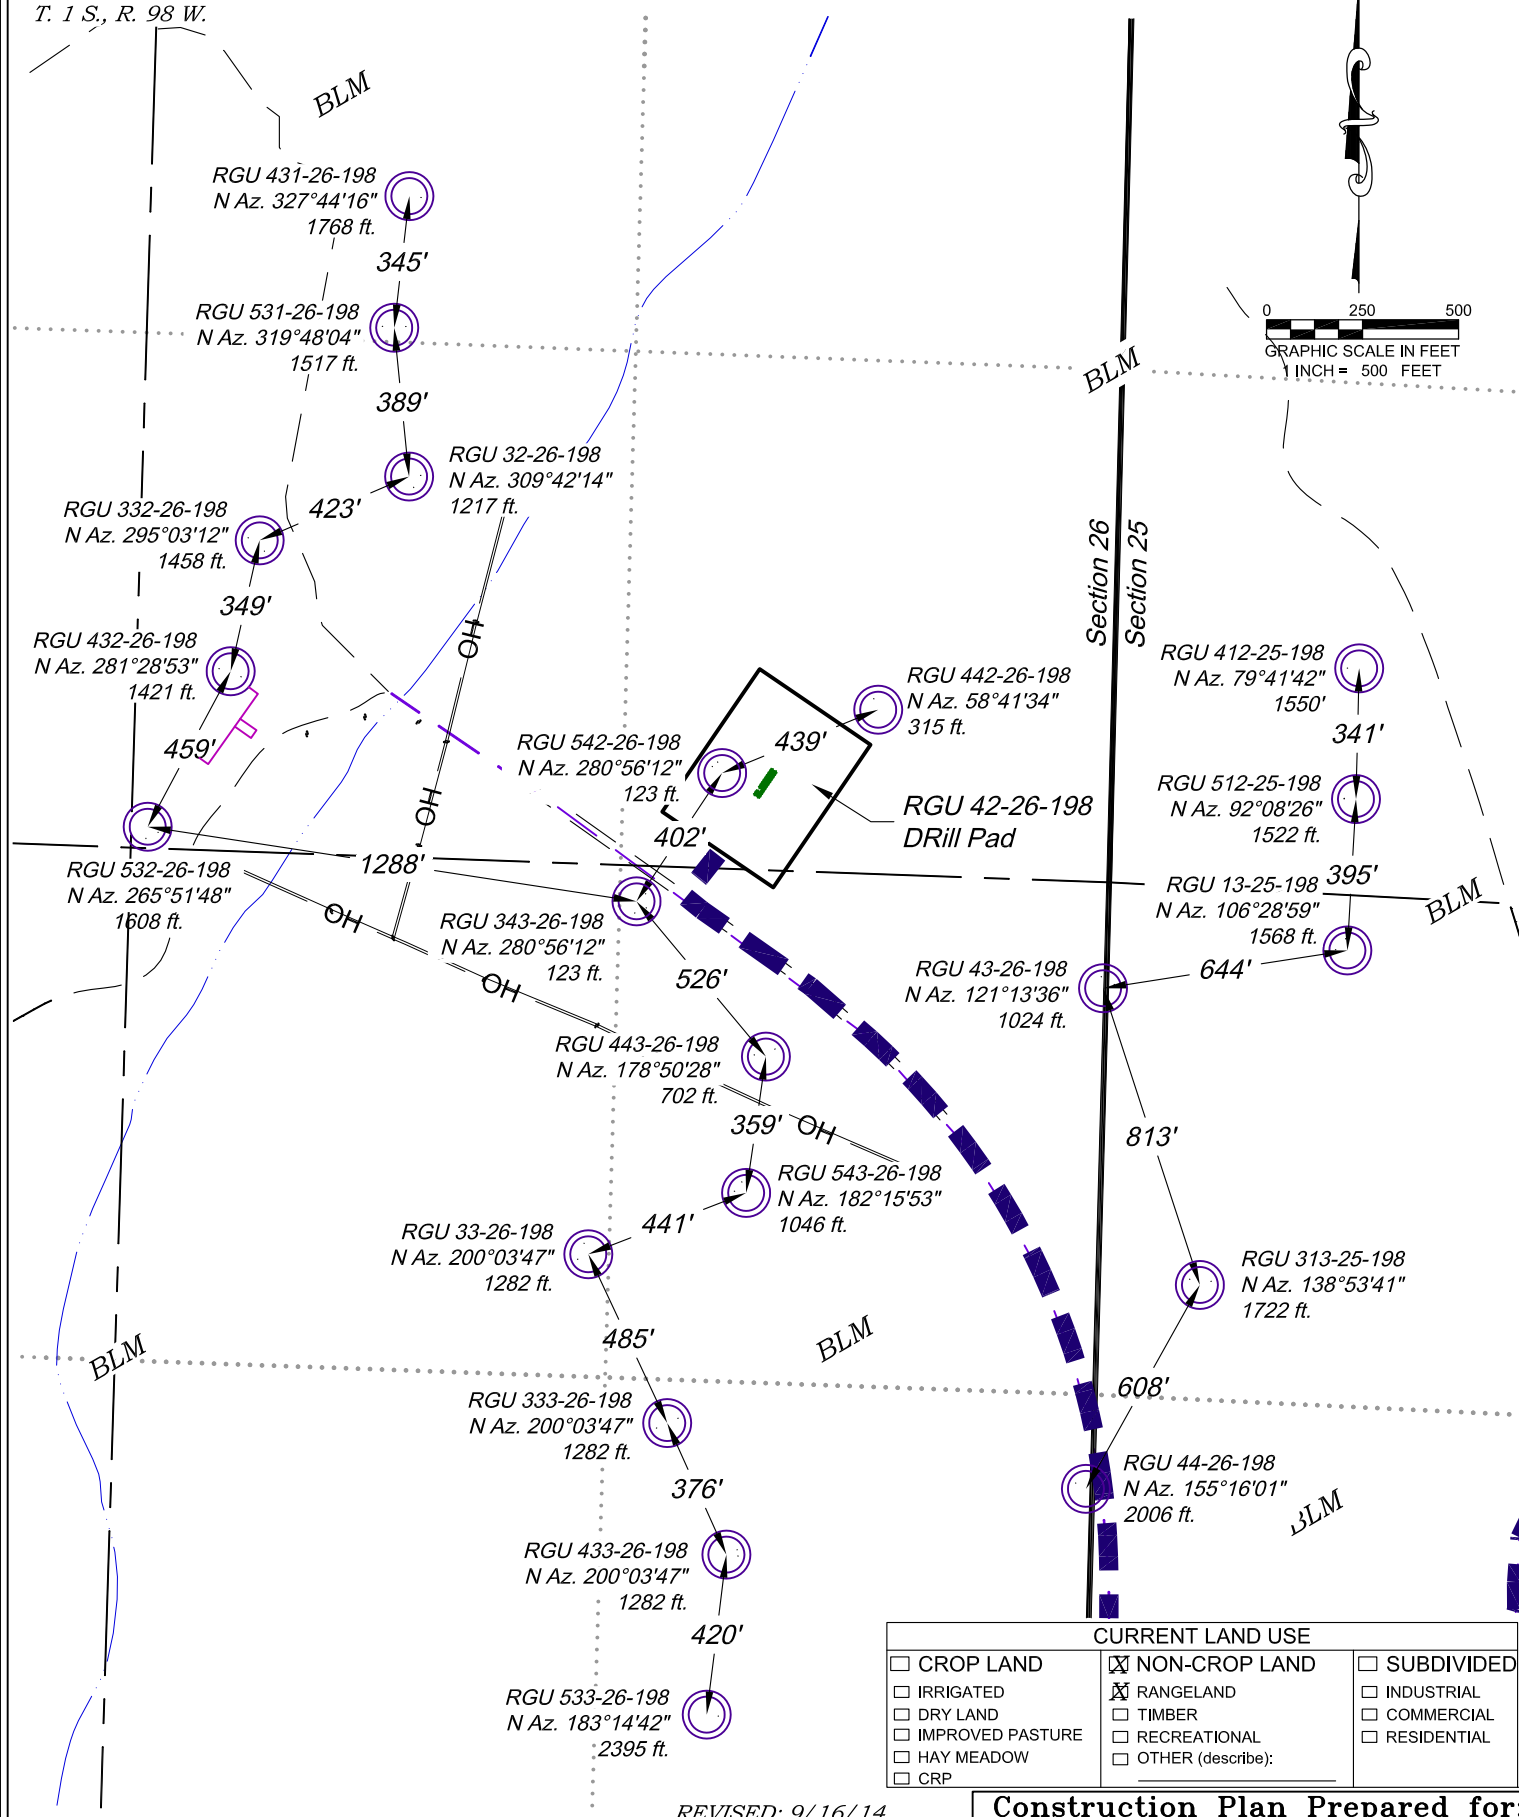 T. 1 S., R. 98 W.
BLM
RGU 431-26-198
N Az. 327°44'16"
1768 ft.
345'
RGU 531-26-198
N Az. 319°48'04"
1517 ft.
0 250 500
GRAPHIC SCALE IN FEET
1 INCH = 500 FEET
BLM
389'
RGU 32-26-198
N Az. 309°42'14"
1217 ft.
RGU 332-26-198
N Az. 295°03'12"
1458 ft.
423'
Section 26
Section 25
349'
RGU 432-26-198
N Az. 281°28'53"
1421 ft.
OH
RGU 412-25-198
N Az. 79°41'42"
1550'
RGU 442-26-198
N Az. 58°41'34"
315 ft.
459'
RGU 542-26-198
N Az. 280°56'12"
123 ft.
439'
341'
RGU 512-25-198
N Az. 92°08'26"
1522 ft.
OH
RGU 42-26-198
DRill Pad
402'
1288'
RGU 532-26-198
N Az. 265°51'48"
1608 ft.
395'
RGU 13-25-198
N Az. 106°28'59"
1568 ft.
BLM
OH
RGU 343-26-198
N Az. 280°56'12"
123 ft.
526'
RGU 43-26-198
N Az. 121°13'36"
1024 ft.
644'
OH
RGU 443-26-198
N Az. 178°50'28"
702 ft.
359'
OH
813'
RGU 543-26-198
N Az. 182°15'53"
1046 ft.
RGU 33-26-198
N Az. 200°03'47"
1282 ft.
441'
RGU 313-25-198
N Az. 138°53'41"
1722 ft.
485'
BLM
BLM
608'
RGU 333-26-198
N Az. 200°03'47"
1282 ft.
376'
RGU 44-26-198
N Az. 155°16'01"
2006 ft.
BLM
RGU 433-26-198
N Az. 200°03'47"
1282 ft.
420'
RGU 533-26-198
N Az. 183°14'42"
2395 ft.
CURRENT LAND USE
CROP LAND
IRRIGATED
DRY LAND
IMPROVED PASTURE
HAY MEADOW
CRP
X NON-CROP LAND
X RANGELAND
TIMBER
RECREATIONAL
OTHER (describe):
SUBDIVIDED
INDUSTRIAL
COMMERCIAL
RESIDENTIAL
REVISED: 9/16/14
Construction Plan Prepared for: